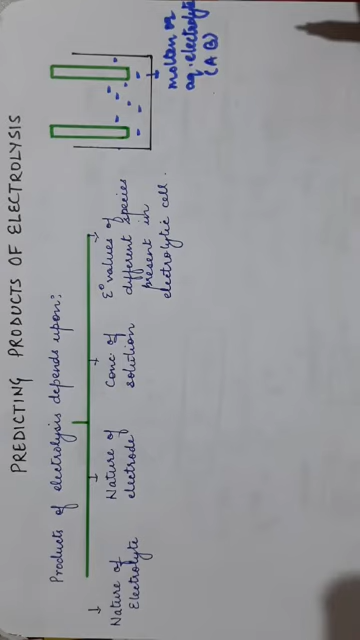 PREDICTING PRODUCTS OF ELECTROLYSIS
Products of electrolysis depends upon:
Nature of
Electrolyte
Nature of
electrode
Conc of
solution
E° values of
different species
present in
electrolytic cell.
molten or
aq. electrolyte
(AB)